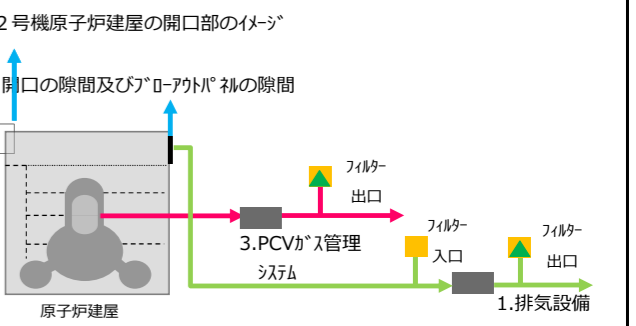 2号機原子炉建屋の開口部のイメージ
開口の隙間及びブローアウトパネルの隙間
フィルター
出口
3.PCVガス管理
システム
フィルター
入口
フィルター
出口
1.排気設備
原子炉建屋